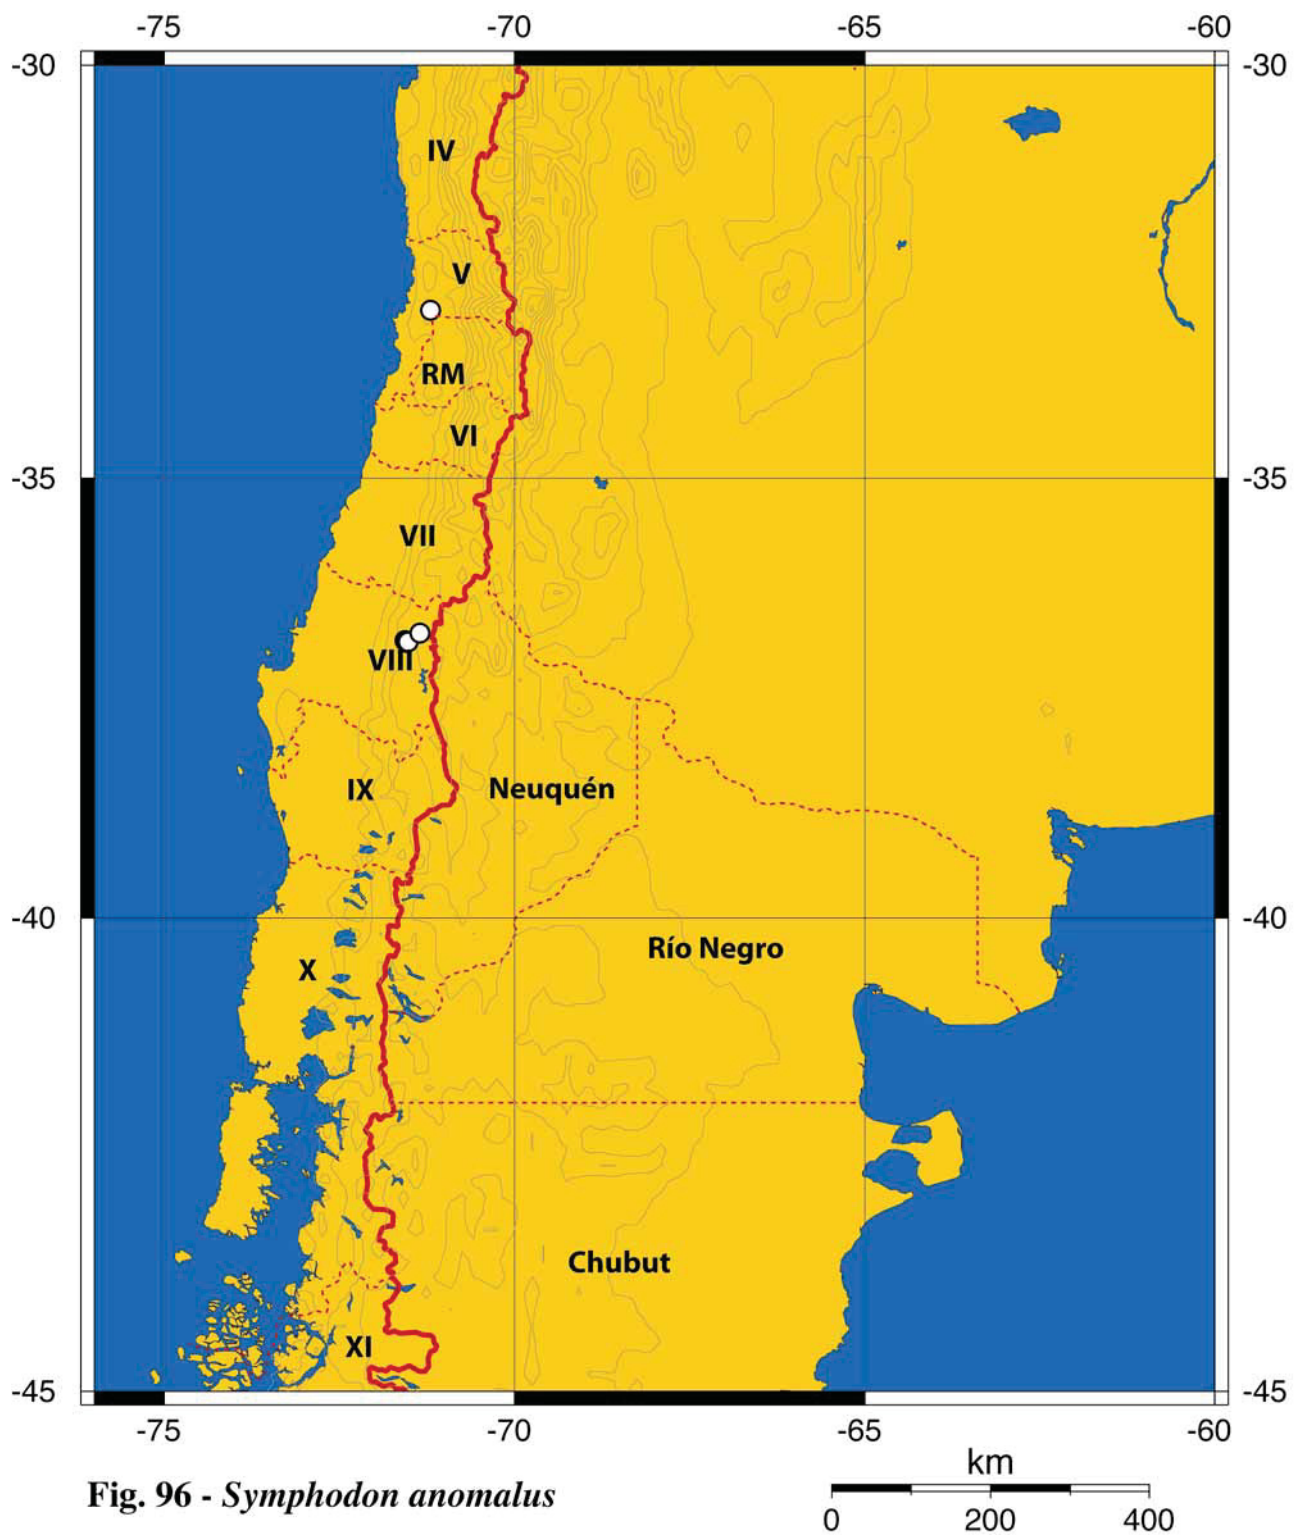 -75 -70 -65 -60
-30 -30
IV
V
RM
VI
-35 -35
VII
VIII
IX Neuquén
-40 -40
Río Negro
X
Chubut
XI
-45 -45
-75 -70 -65 -60
km
Fig. 96 - Symphodon anomalus
0 200 400